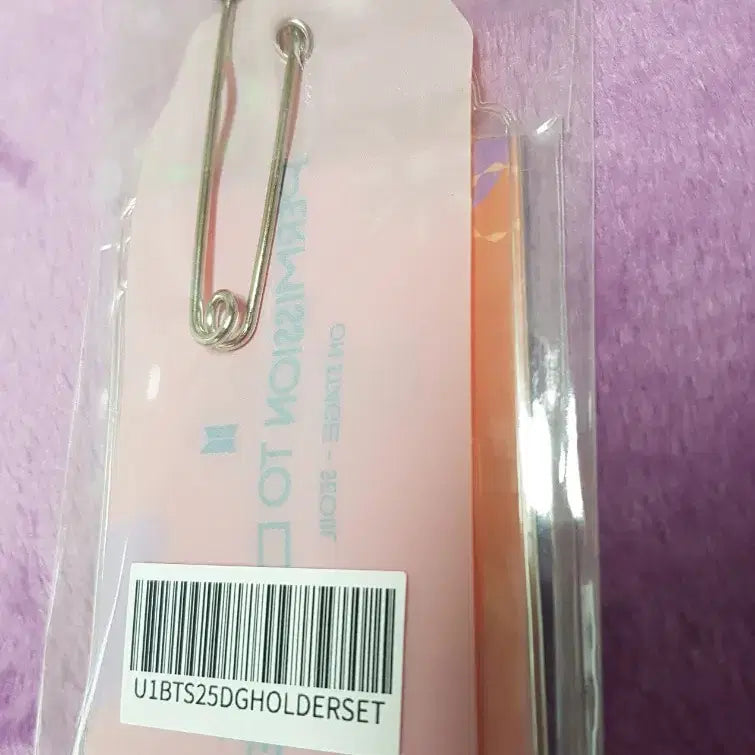 PERMISSION TO
ON STAGE - SEOUL
U1BTS25DGHOLDERSET